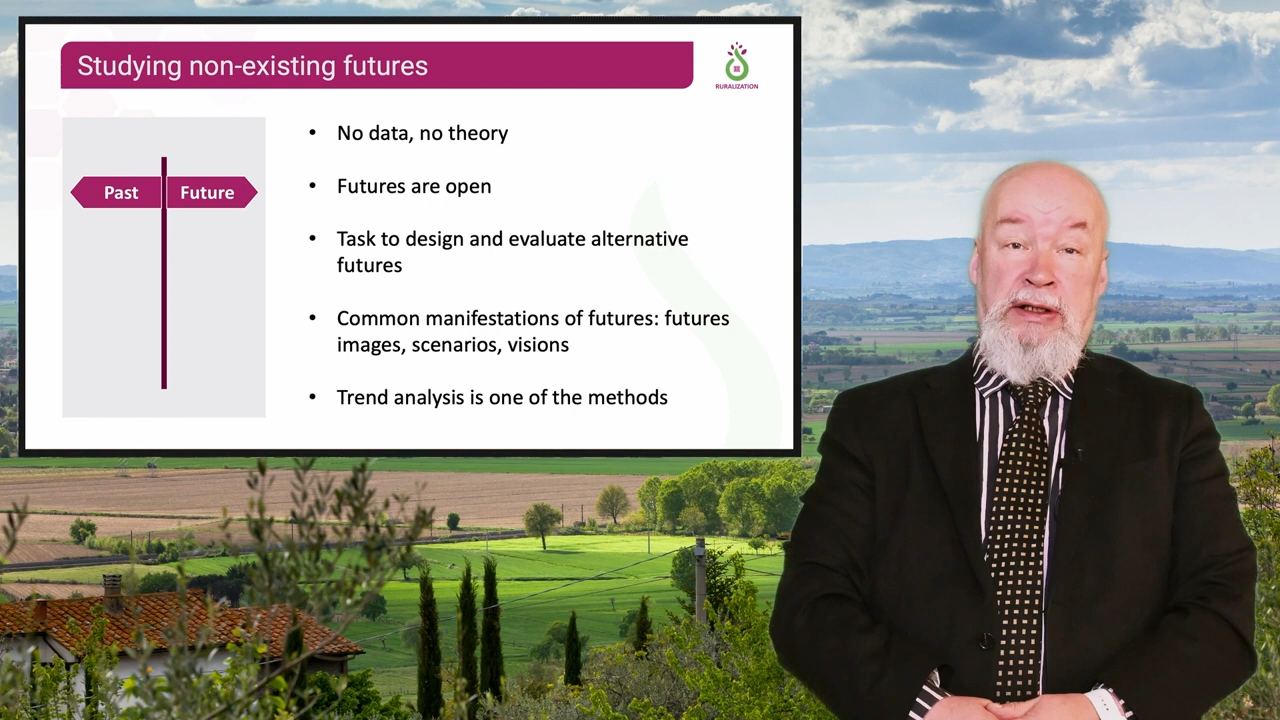 Studying non-existing futures
RURALIZATION
Past
Future
• No data, no theory
• Futures are open
• Task to design and evaluate alternative
futures
• Common manifestations of futures: futures
images, scenarios, visions
• Trend analysis is one of the methods